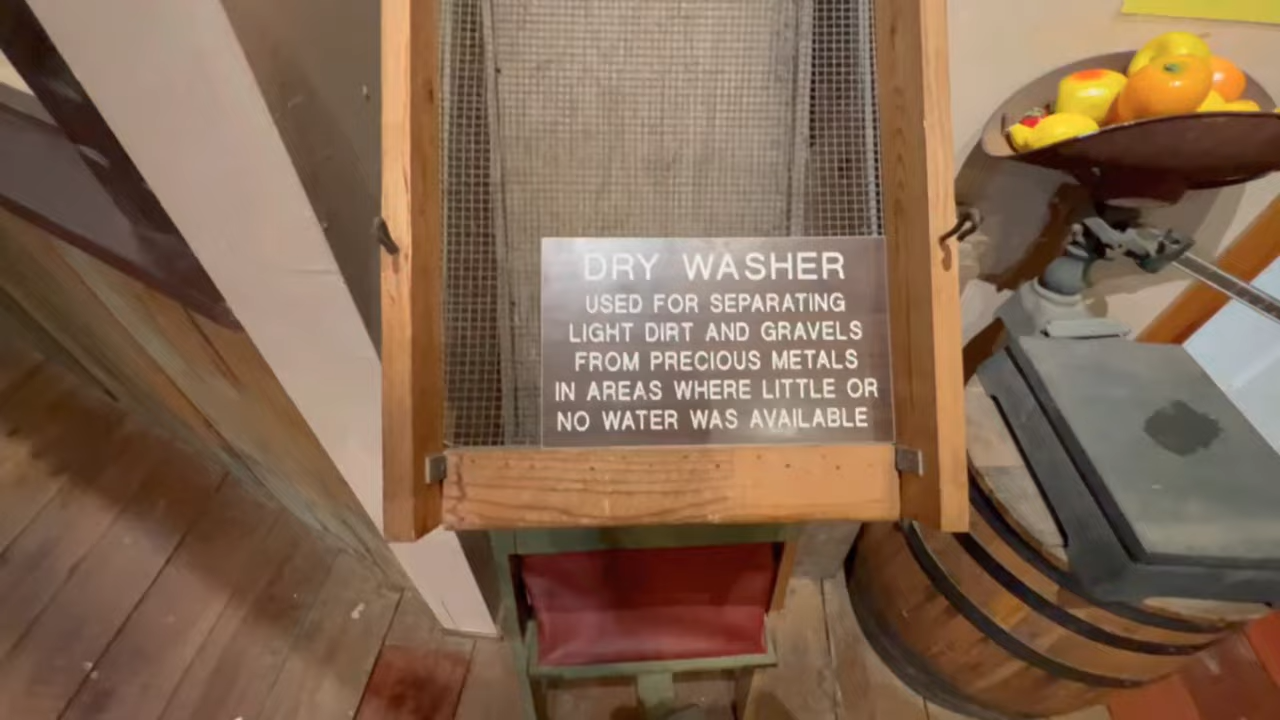 DRY WASHER
USED FOR SEPARATING
LIGHT DIRT AND GRAVELS
FROM PRECIOUS METALS
IN AREAS WHERE LITTLE OR
NO WATER WAS AVAILABLE